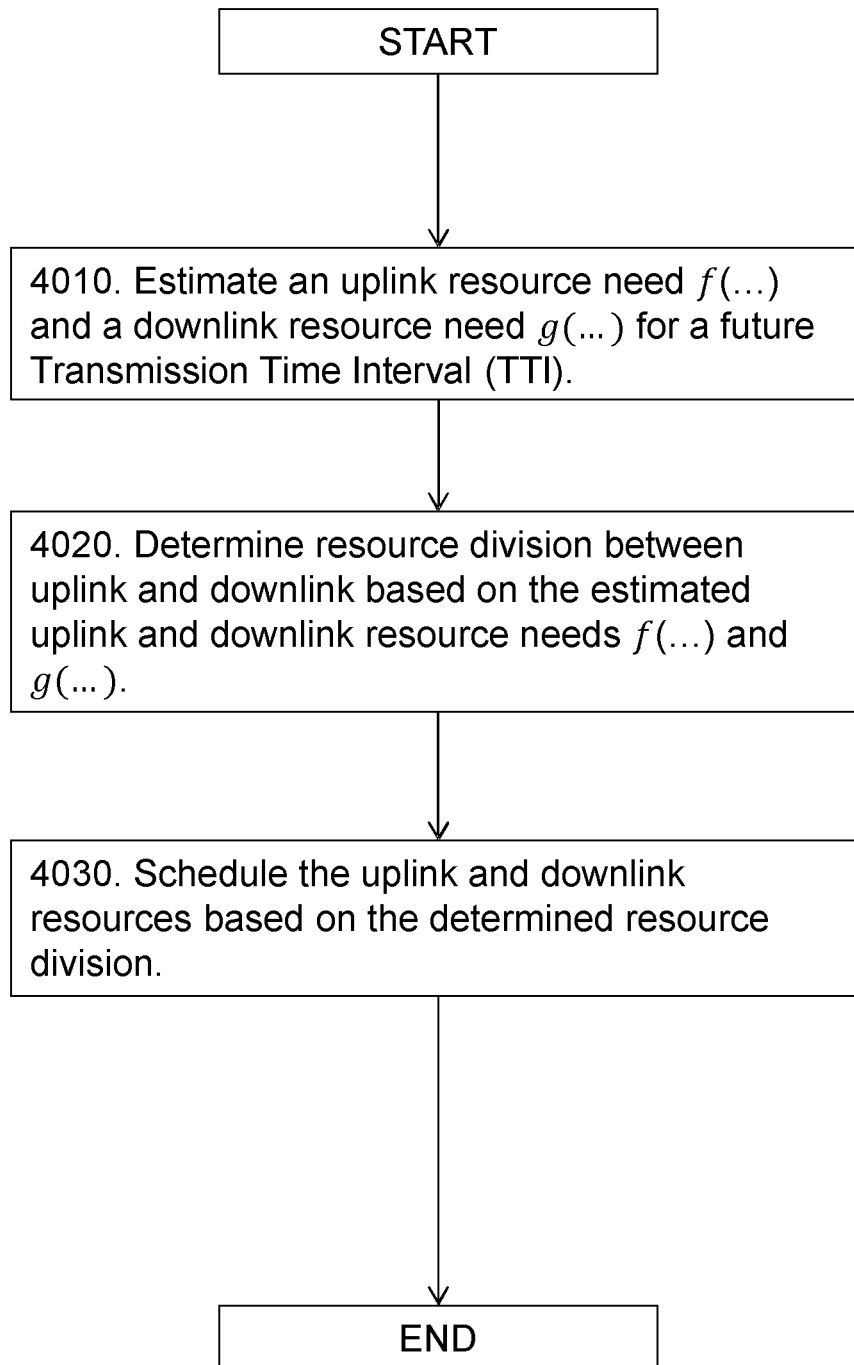 START
4010. Estimate an uplink resource need f(...)
and a downlink resource need g(...) for a future
Transmission Time Interval (TTI).
4020. Determine resource division between
uplink and downlink based on the estimated
uplink and downlink resource needs f(...) and
g(...).
4030. Schedule the uplink and downlink
resources based on the determined resource
division.
END